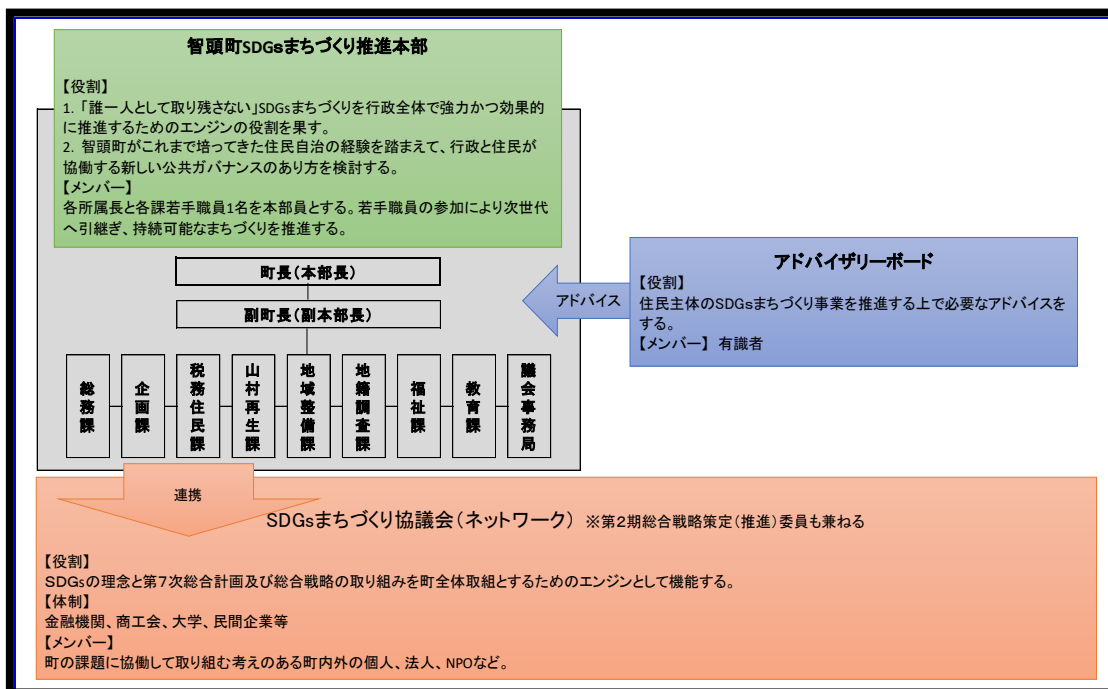 智頭町SDGsまちづくり推進本部
【役割】
1. 「誰一人として取り残さない」SDGsまちづくりを行政全体で強力かつ効果的
に推進するためのエンジンの役割を果す。
2. 智頭町がこれまで培ってきた住民自治の経験を踏まえて、行政と住民が
協働する新しい公共ガバナンスのあり方を検討する。
【メンバー】
各所属長と各課若手職員1名を本部員とする。若手職員の参加により次世代
へ引継ぎ、持続可能なまちづくりを推進する。
町長(本部長)
副町長(副本部長)
総務課
企画課
税務住民課
山村再生課
地域整備課
地籍調査課
福祉課
教育課
議会事務局
アドバイス
アドバイザリーボード
【役割】
住民主体のSDGsまちづくり事業を推進する上で必要なアドバイスを
する。
【メンバー】 有識者
連携
SDGsまちづくり協議会(ネットワーク) ※第2期総合戦略策定(推進)委員も兼ねる
【役割】
SDGsの理念と第7次総合計画及び総合戦略の取り組みを町全体取組とするためのエンジンとして機能する。
【体制】
金融機関、商工会、大学、民間企業等
【メンバー】
町の課題に協働して取り組む考えのある町内外の個人、法人、NPOなど。